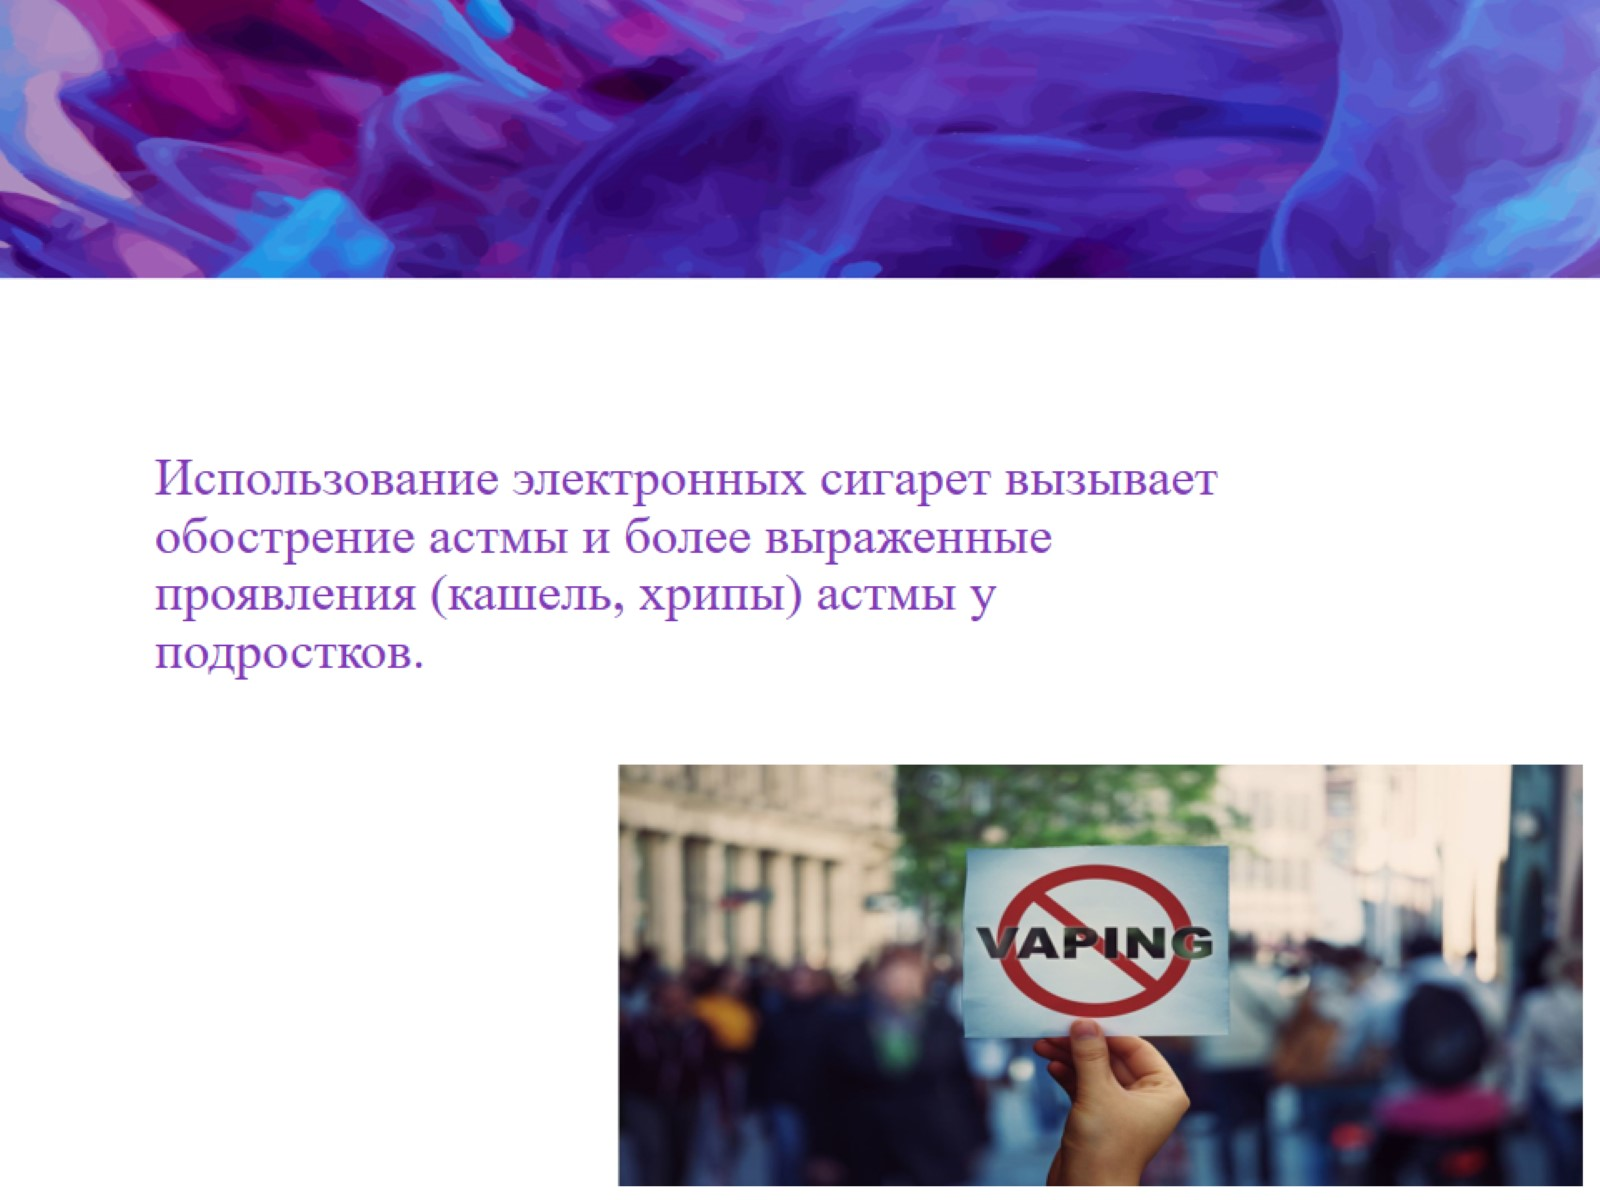 Использование электронных сигарет вызывает
обострение астмы и более выраженные
проявления (кашель, хрипы) астмы у
подростков.
VAPING